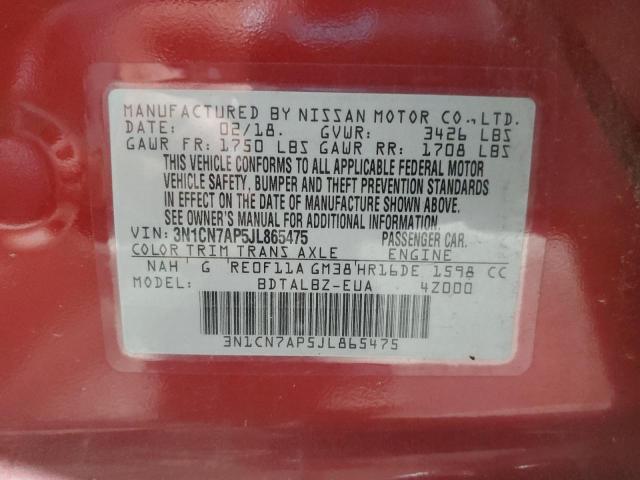 MANUFACTURED BY NISSAN MOTOR CO.,LTD.
DATE: 02/18. GVWR: 3426 LBS
GAWR FR: 1750 LBS GAWR RR: 1708 LBS
THIS VEHICLE CONFORMS TO ALL APPLICABLE FEDERAL MOTOR
VEHICLE SAFETY, BUMPER AND THEFT PREVENTION STANDARDS
IN EFFECT ON THE DATE OF MANUFACTURE SHOWN ABOVE.
SEE OWNER'S MANUAL FOR ADDITIONAL INFORMATION.
VIN: 3N1CN7AP5JL865475 PASSENGER CAR.
COLOR TRIM TRANS AXLE ENGINE
NAH G RE0F11A GM38 HR16DE 1598 CC
MODEL: BDTALBZ-EUA 4Z000
3N1CN7AP5JL865475